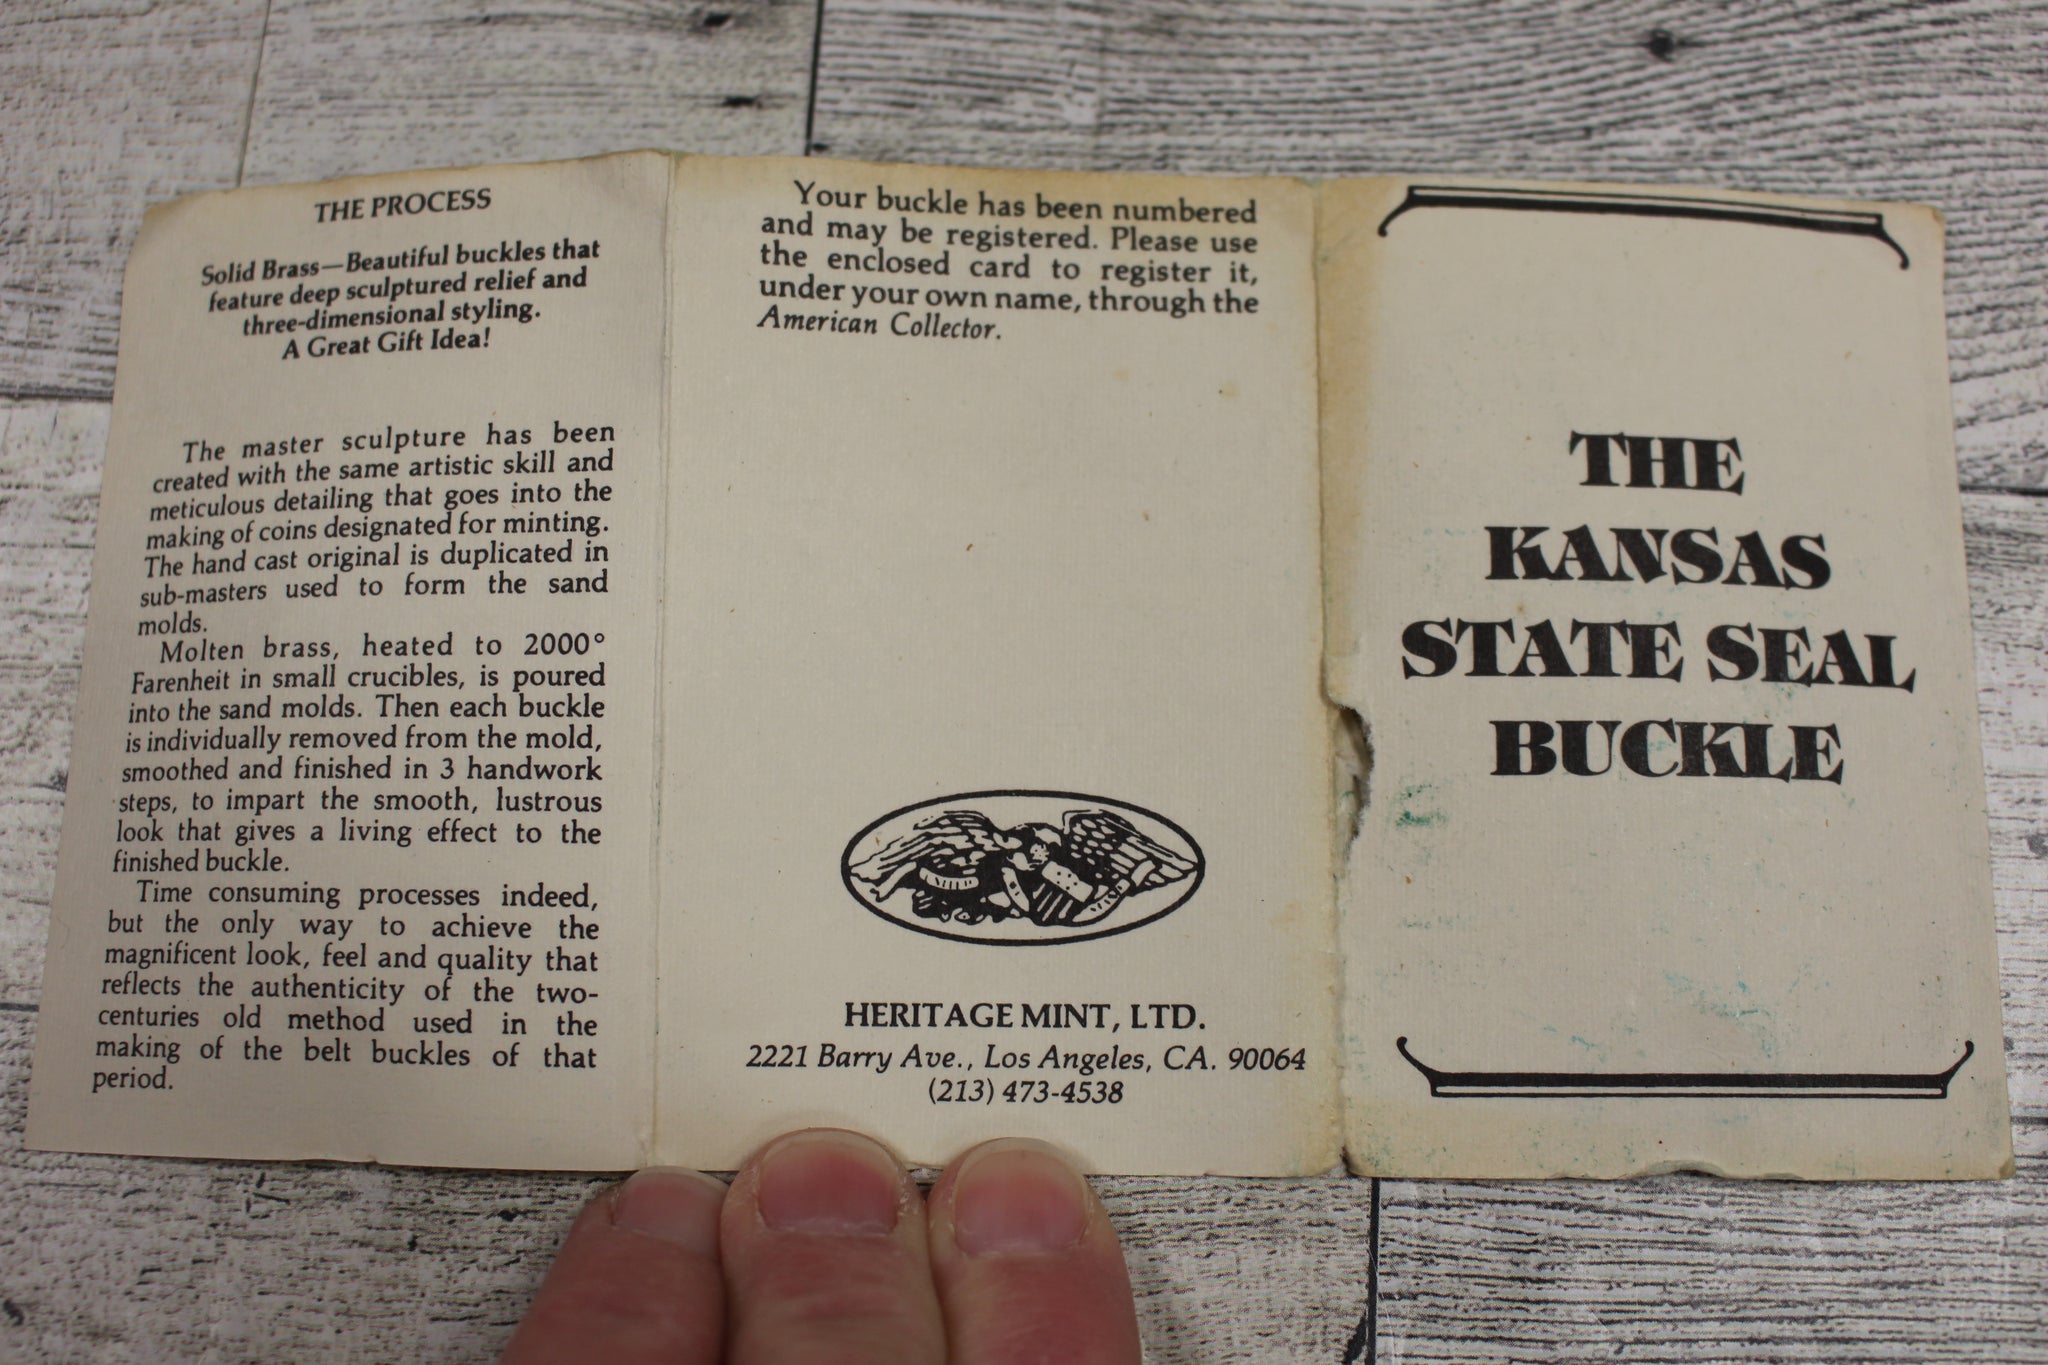 THE PROCESS
Solid Brass—Beautiful buckles that
feature deep sculptured relief and
three-dimensional styling.
A Great Gift Idea!
The master sculpture has been
created with the same artistic skill and
meticulous detailing that goes into the
making of coins designated for minting.
The hand cast original is duplicated in
sub-masters used to form the sand
molds.
Molten brass, heated to 2000°
Farenheit in small crucibles, is poured
into the sand molds. Then each buckle
is individually removed from the mold,
smoothed and finished in 3 handwork
steps, to impart the smooth, lustrous
look that gives a living effect to the
finished buckle.
Time consuming processes indeed,
but the only way to achieve the
magnificent look, feel and quality that
reflects the authenticity of the two-
centuries old method used in the
making of the belt buckles of that
period.
Your buckle has been numbered
and may be registered. Please use
the enclosed card to register it,
under your own name, through the
American Collector.
HERITAGE MINT, LTD.
2221 Barry Ave., Los Angeles, CA. 90064
(213) 473-4538
THE
KANSAS
STATE SEAL
BUCKLE